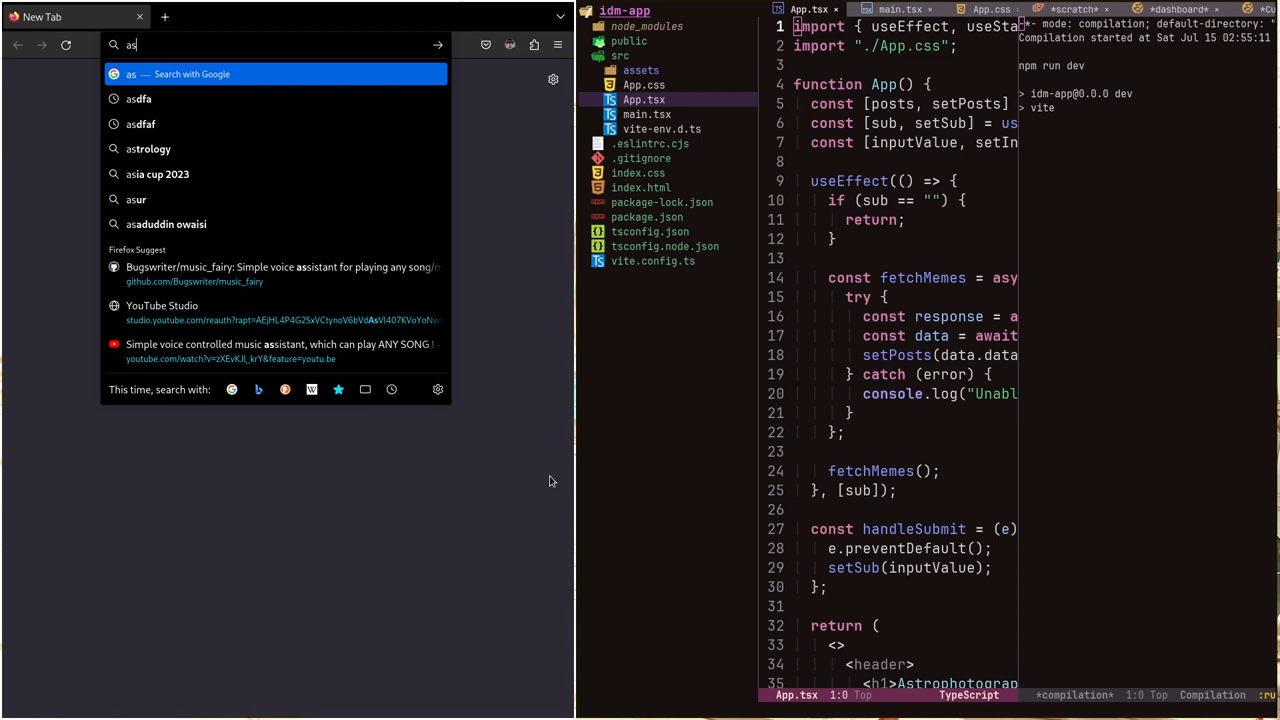 New Tab
as
as — Search with Google
asdfa
asdfaf
astrology
asia cup 2023
asur
asaduddin owaisi
Firefox Suggest
Bugswriter/music_fairy: Simple voice assistant for playing any song/m
github.com/Bugswriter/music_fairy
YouTube Studio
Simple voice controlled music assistant, which can play ANY SONG ! -
youtube.com/watch?v=zXEvKJl_krY&feature=youtu.be
This time, search with:
idm-app
node_modules
public
src
assets
App.css
App.tsx
main.tsx
vite-env.d.ts
.eslintrc.cjs
.gitignore
index.css
index.html
package-lock.json
package.json
tsconfig.json
tsconfig.node.json
vite.config.ts
App.tsx × main.tsx × App.css × *scratch* × *dashboard* ×
1 import { useEffect, useSta
2 import "./App.css";
3
4 function App() {
5 const [posts, setPosts]
6 const [sub, setSub] = us
7 const [inputValue, setIn
8
9 useEffect(() => {
10 if (sub == "") {
11 return;
12 }
13
14 const fetchMemes = asy
15 try {
16 const response = a
17 const data = await
18 setPosts(data.data
19 } catch (error) {
20 console.log("Unabl
21 }
22 };
23
24 fetchMemes();
25 }, [sub]);
26
27 const handleSubmit = (e)
28 e.preventDefault();
29 setSub(inputValue);
30 };
31
32 return (
33 <>
34 <header>
35 <h1>Astrophotograp
App.tsx 1:0 Top TypeScript
*- mode: compilation; default-directory: "
Compilation started at Sat Jul 15 02:55:11
npm run dev
> idm-app@0.0.0 dev
> vite
*compilation* 1:0 Top Compilation :ru